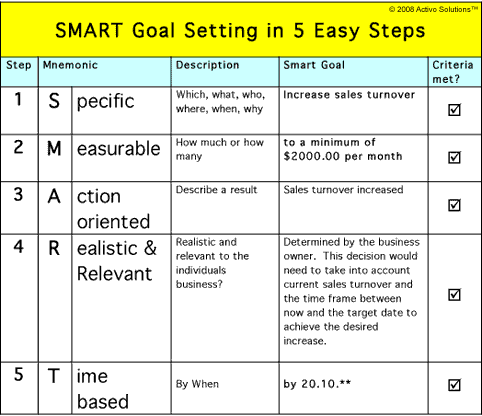 © 2008 Activo Solutions™
SMART Goal Setting in 5 Easy Steps
Step Mnemonic Description Smart Goal Criteria
met?
1 S pecific Which, what, who, Increase sales turnover
where, when, why
2 M easurable How much or how to a minimum of
many $2000.00 per month
3 A ction Describe a result Sales turnover increased
oriented
4 R ealistic & Realistic and Determined by the business
Relevant relevant to the owner. This decision would
individuals need to take into account
business? current sales turnover and
the time frame between
now and the target date to
achieve the desired
increase.
5 T ime By When by 20.10.**
based